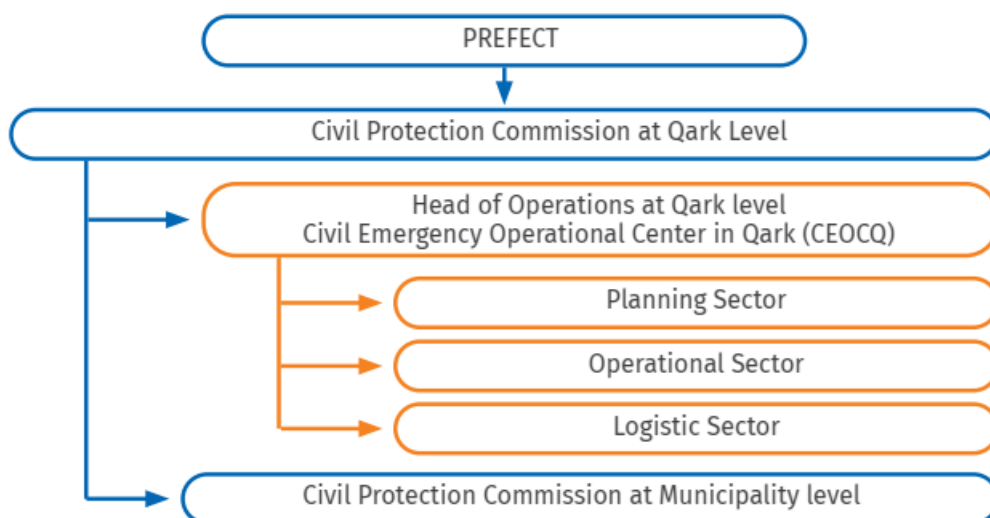 PREFECT
Civil Protection Commission at Qark Level
Head of Operations at Qark level
Civil Emergency Operational Center in Qark (CEOCQ)
Planning Sector
Operational Sector
Logistic Sector
Civil Protection Commission at Municipality level